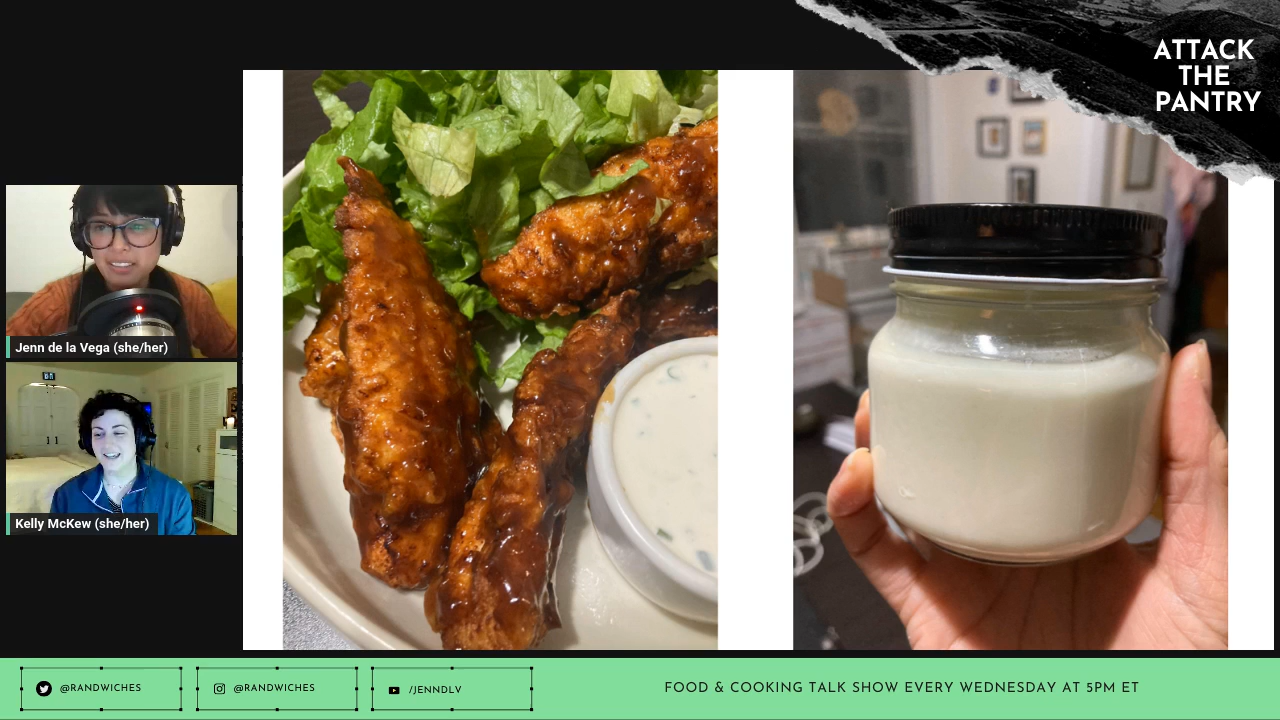 ATTACK
THE
PANTRY
Jenn de la Vega (she/her)
Kelly McKew (she/her)
@RANDWICHES
@RANDWICHES
/JENNDLV
FOOD & COOKING TALK SHOW EVERY WEDNESDAY AT 5PM ET